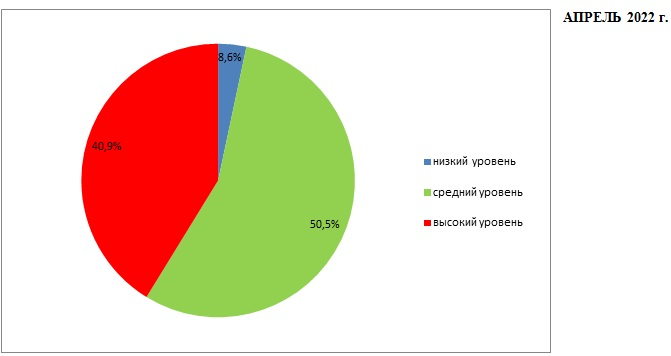 АПРЕЛЬ 2022 г.
8,6%
40,9%
50,5%
низкий уровень
средний уровень
высокий уровень